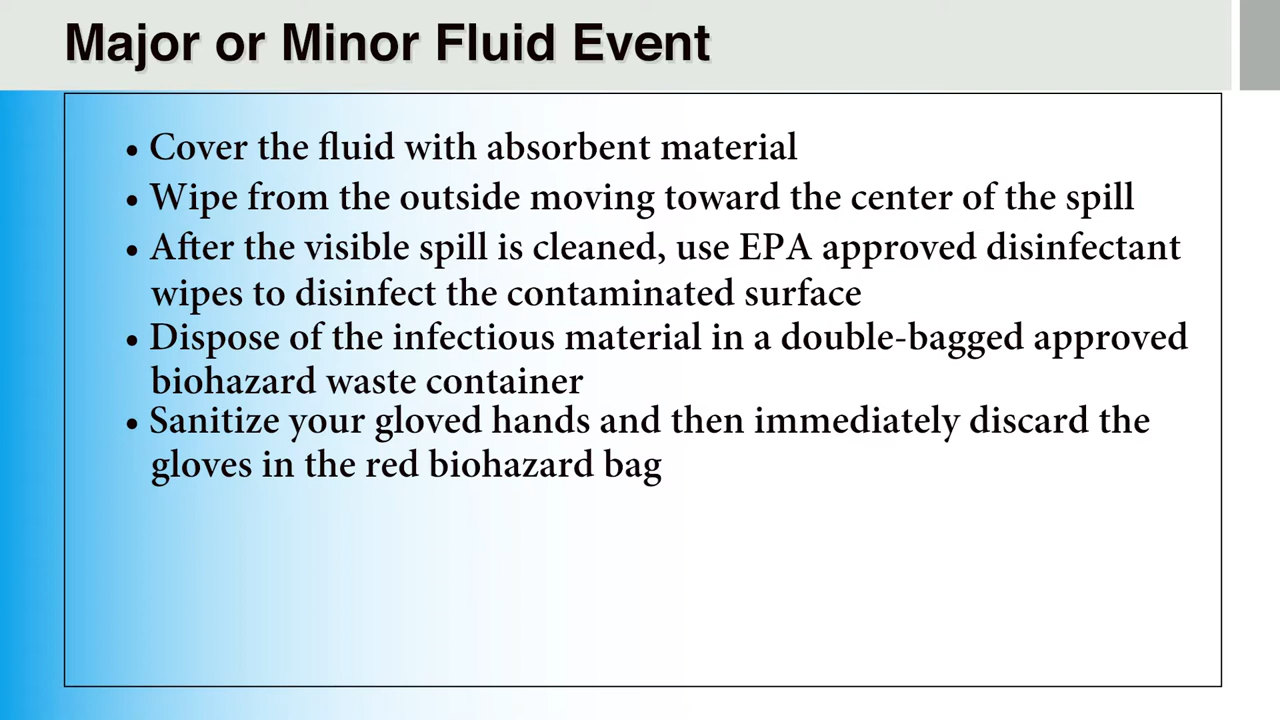 Major or Minor Fluid Event
• Cover the fluid with absorbent material
• Wipe from the outside moving toward the center of the spill
• After the visible spill is cleaned, use EPA approved disinfectant
wipes to disinfect the contaminated surface
• Dispose of the infectious material in a double-bagged approved
biohazard waste container
• Sanitize your gloved hands and then immediately discard the
gloves in the red biohazard bag